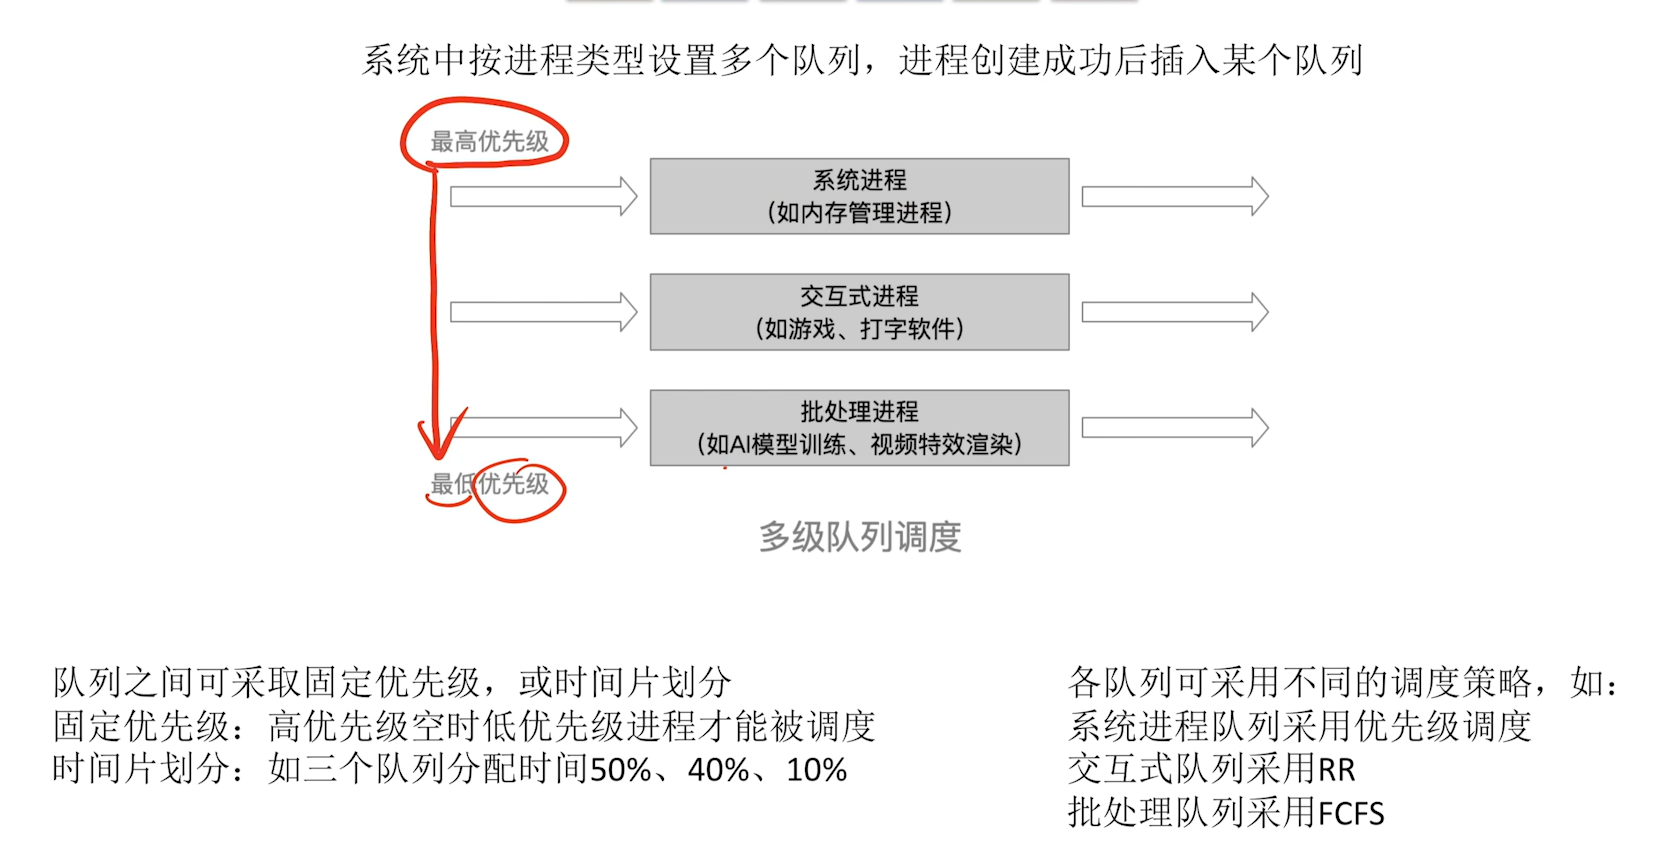 系统中按进程类型设置多个队列，进程创建成功后插入某个队列
最高优先级
系统进程
（如内存管理进程）
交互式进程
（如游戏、打字软件）
批处理进程
（如AI模型训练、视频特效渲染）
最低优先级
多级队列调度
队列之间可采取固定优先级，或时间片划分
固定优先级：高优先级空时低优先级进程才能被调度
时间片划分：如三个队列分配时间50%、40%、10%
各队列可采用不同的调度策略，如：
系统进程队列采用优先级调度
交互式队列采用RR
批处理队列采用FCFS